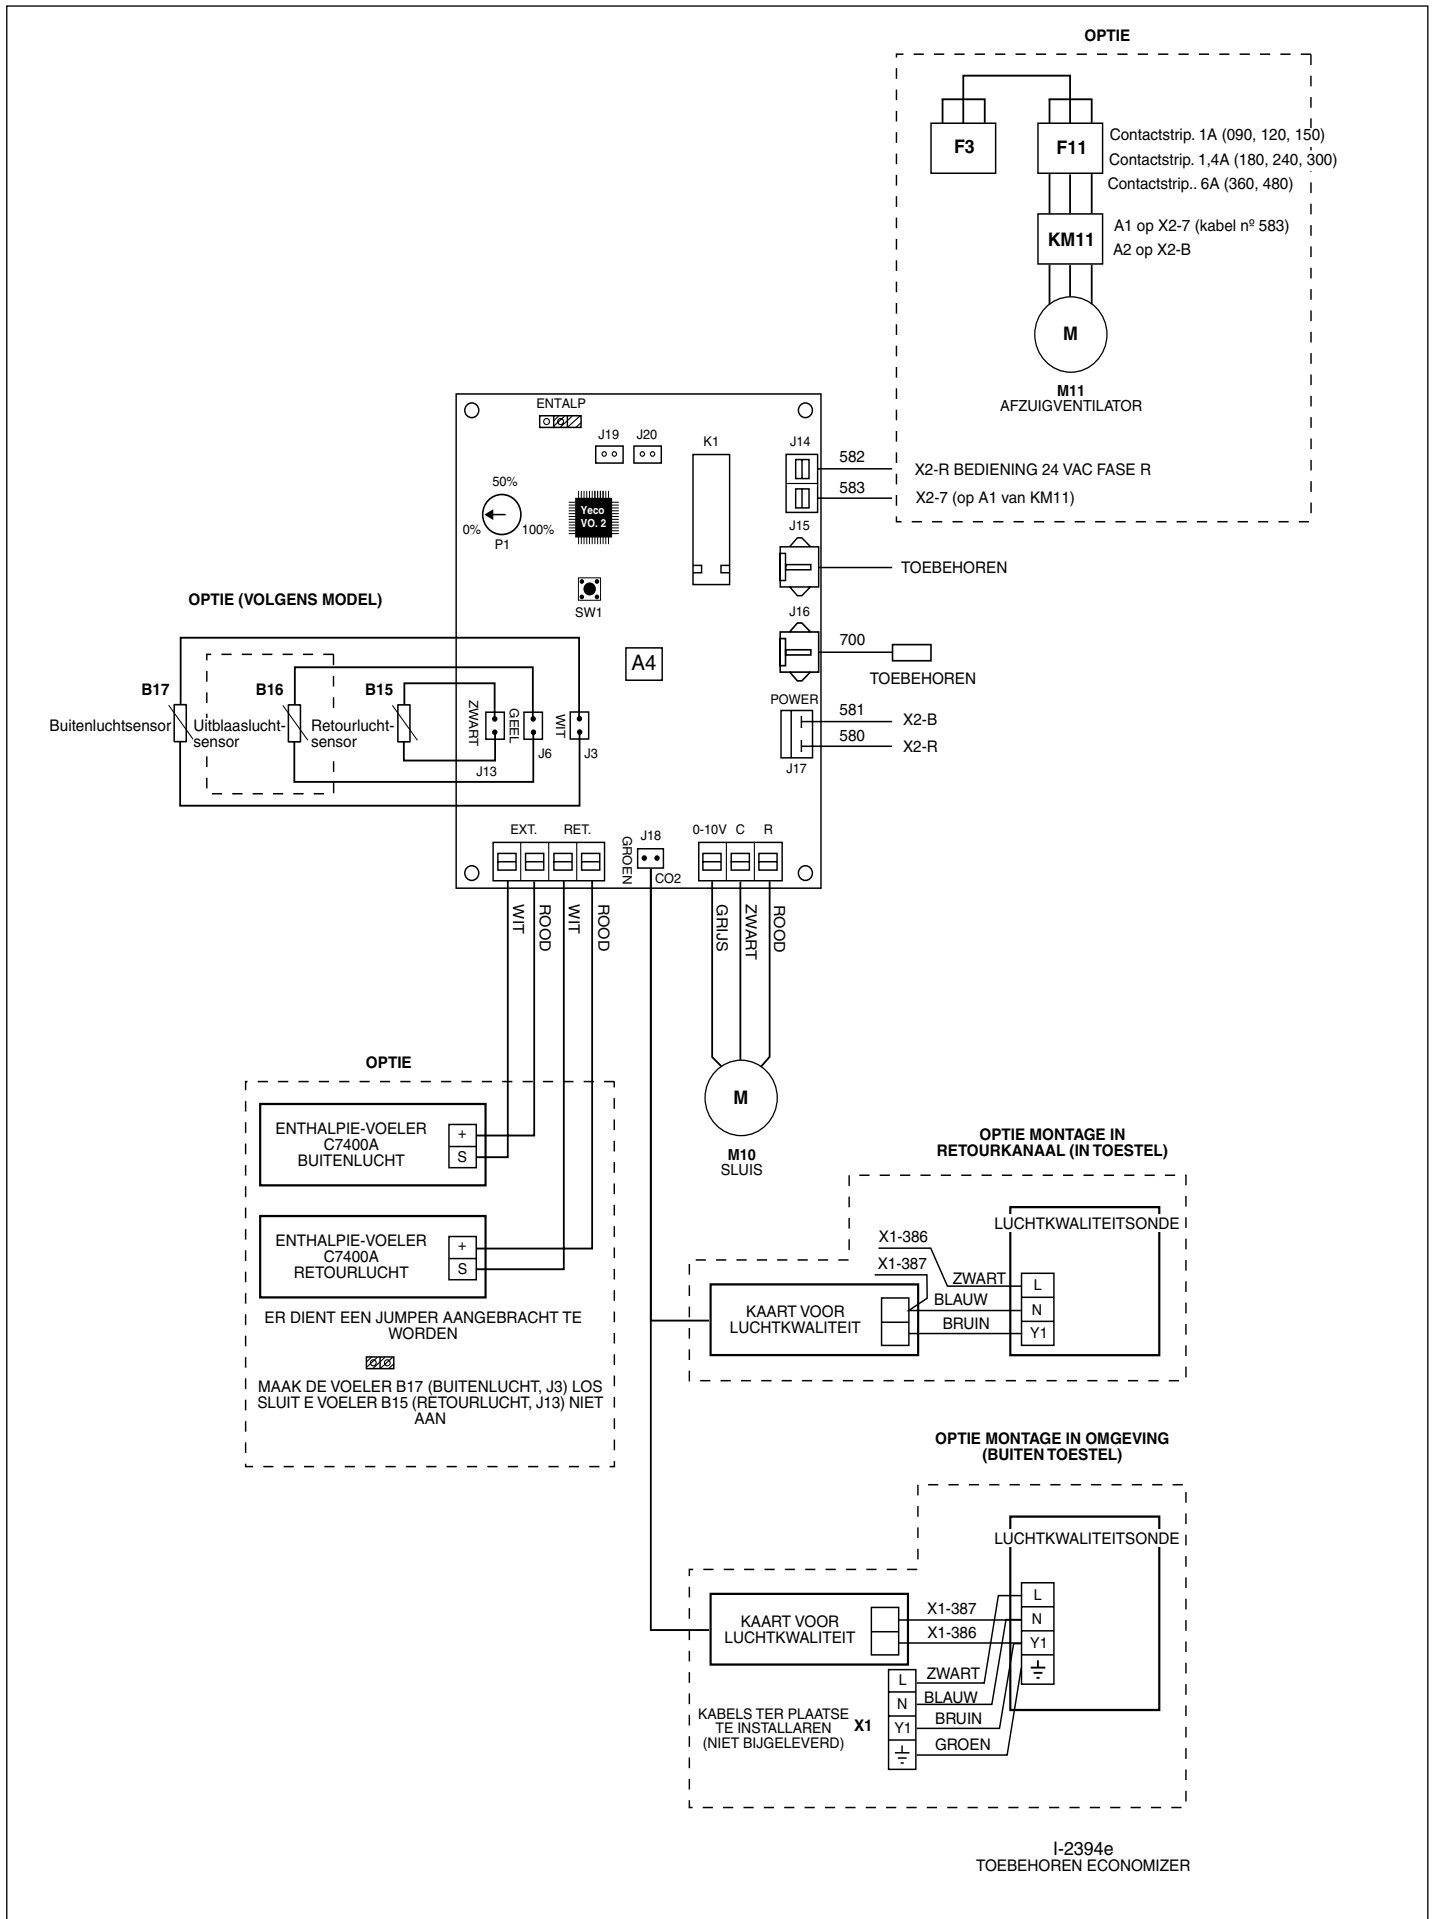 OPTIE
F3
F11
Contactstrip. 1A (090, 120, 150)
Contactstrip. 1,4A (180, 240, 300)
Contactstrip.. 6A (360, 480)
KM11
A1 op X2-7 (kabel nº 583)
A2 op X2-B
M
M11
AFZUIGVENTILATOR
ENTALP
J19
J20
K1
J14
582
X2-R BEDIENING 24 VAC FASE R
583
X2-7 (op A1 van KM11)
50%
0%
100%
P1
Yeco
VO. 2
J15
TOEBEHOREN
SW1
J16
700
TOEBEHOREN
A4
OPTIE (VOLGENS MODEL)
B17
B16
B15
Buitenluchtsensor
Uitblaaslucht-
sensor
Retourlucht-
sensor
ZWART
GEEL
WIT
J13
J6
J3
POWER
581
X2-B
580
X2-R
J17
EXT.
RET.
GROEN
J18
CO2
0-10V
C
R
WIT
ROOD
WIT
ROOD
GRIJS
ZWART
ROOD
M
M10
SLUIS
OPTIE
ENTHALPIE-VOELER
C7400A
BUITENLUCHT
+
S
ENTHALPIE-VOELER
C7400A
RETOURLUCHT
+
S
ER DIENT EEN JUMPER AANGEBRACHT TE
WORDEN
MAAK DE VOELER B17 (BUITENLUCHT, J3) LOS
SLUIT E VOELER B15 (RETOURLUCHT, J13) NIET
AAN
OPTIE MONTAGE IN
RETOURKANAAL (IN TOESTEL)
LUCHTKWALITEITSONDE
X1-386
X1-387
ZWART
BLAUW
BRUIN
L
N
Y1
KAART VOOR
LUCHTKWALITEIT
OPTIE MONTAGE IN OMGEVING
(BUITEN TOESTEL)
LUCHTKWALITEITSONDE
KAART VOOR
LUCHTKWALITEIT
X1-387
X1-386
L
N
Y1
KABELS TER PLAATSE
TE INSTALLAREN
(NIET BIJGELEVERD)
X1
L
N
Y1
ZWART
BLAUW
BRUIN
GROEN
I-2394e
TOEBEHOREN ECONOMIZER